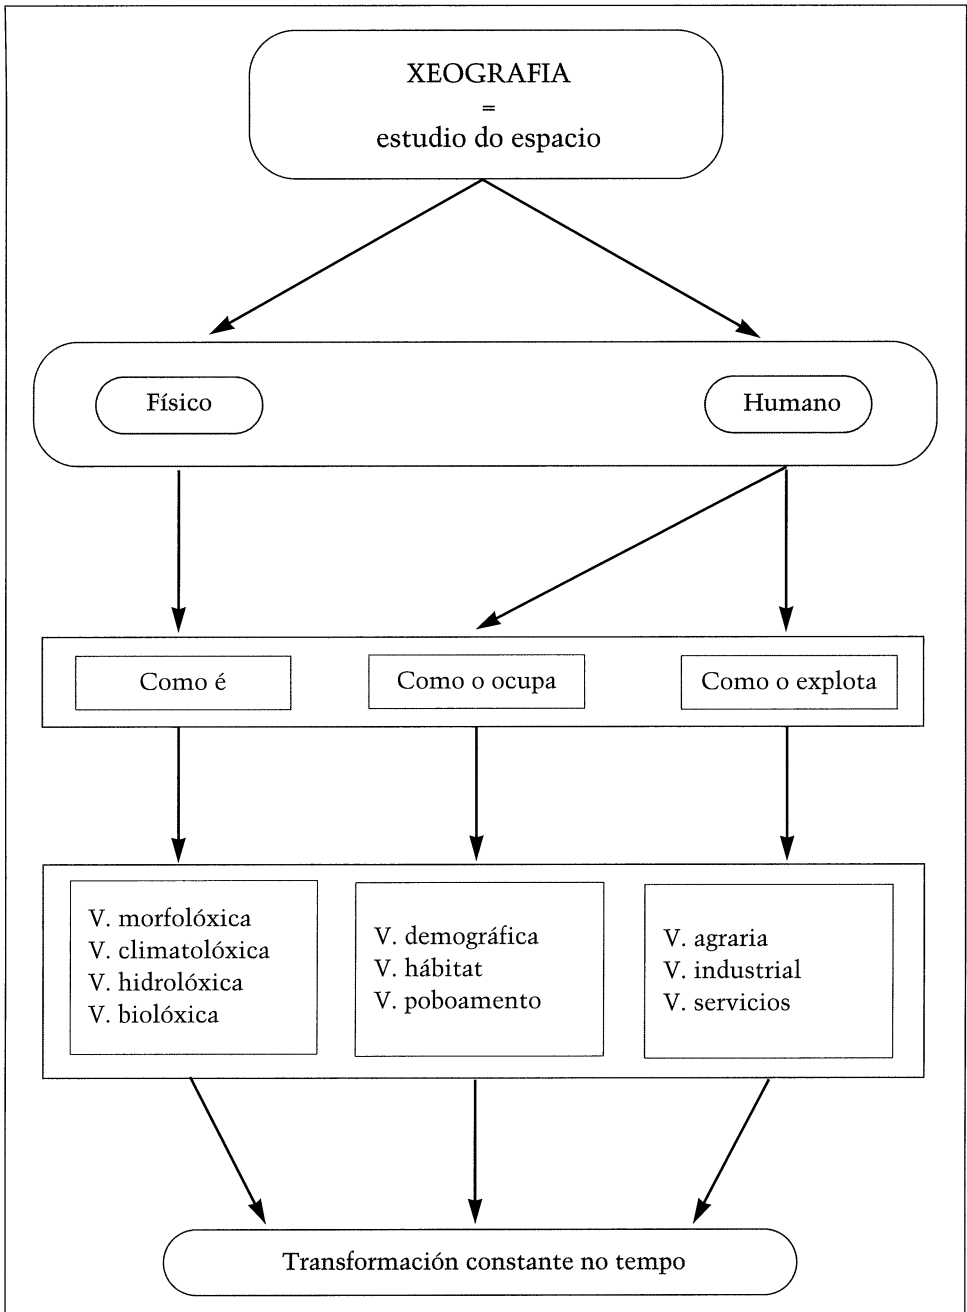 XEOGRAFIA
=
estudio do espacio
Físico
Humano
Como é
Como o ocupa
Como o explota
V. morfolóxica
V. climatolóxica
V. hidrolóxica
V. biolóxica
V. demográfica
V. hábitat
V. poboamento
V. agraria
V. industrial
V. servicios
Transformación constante no tempo